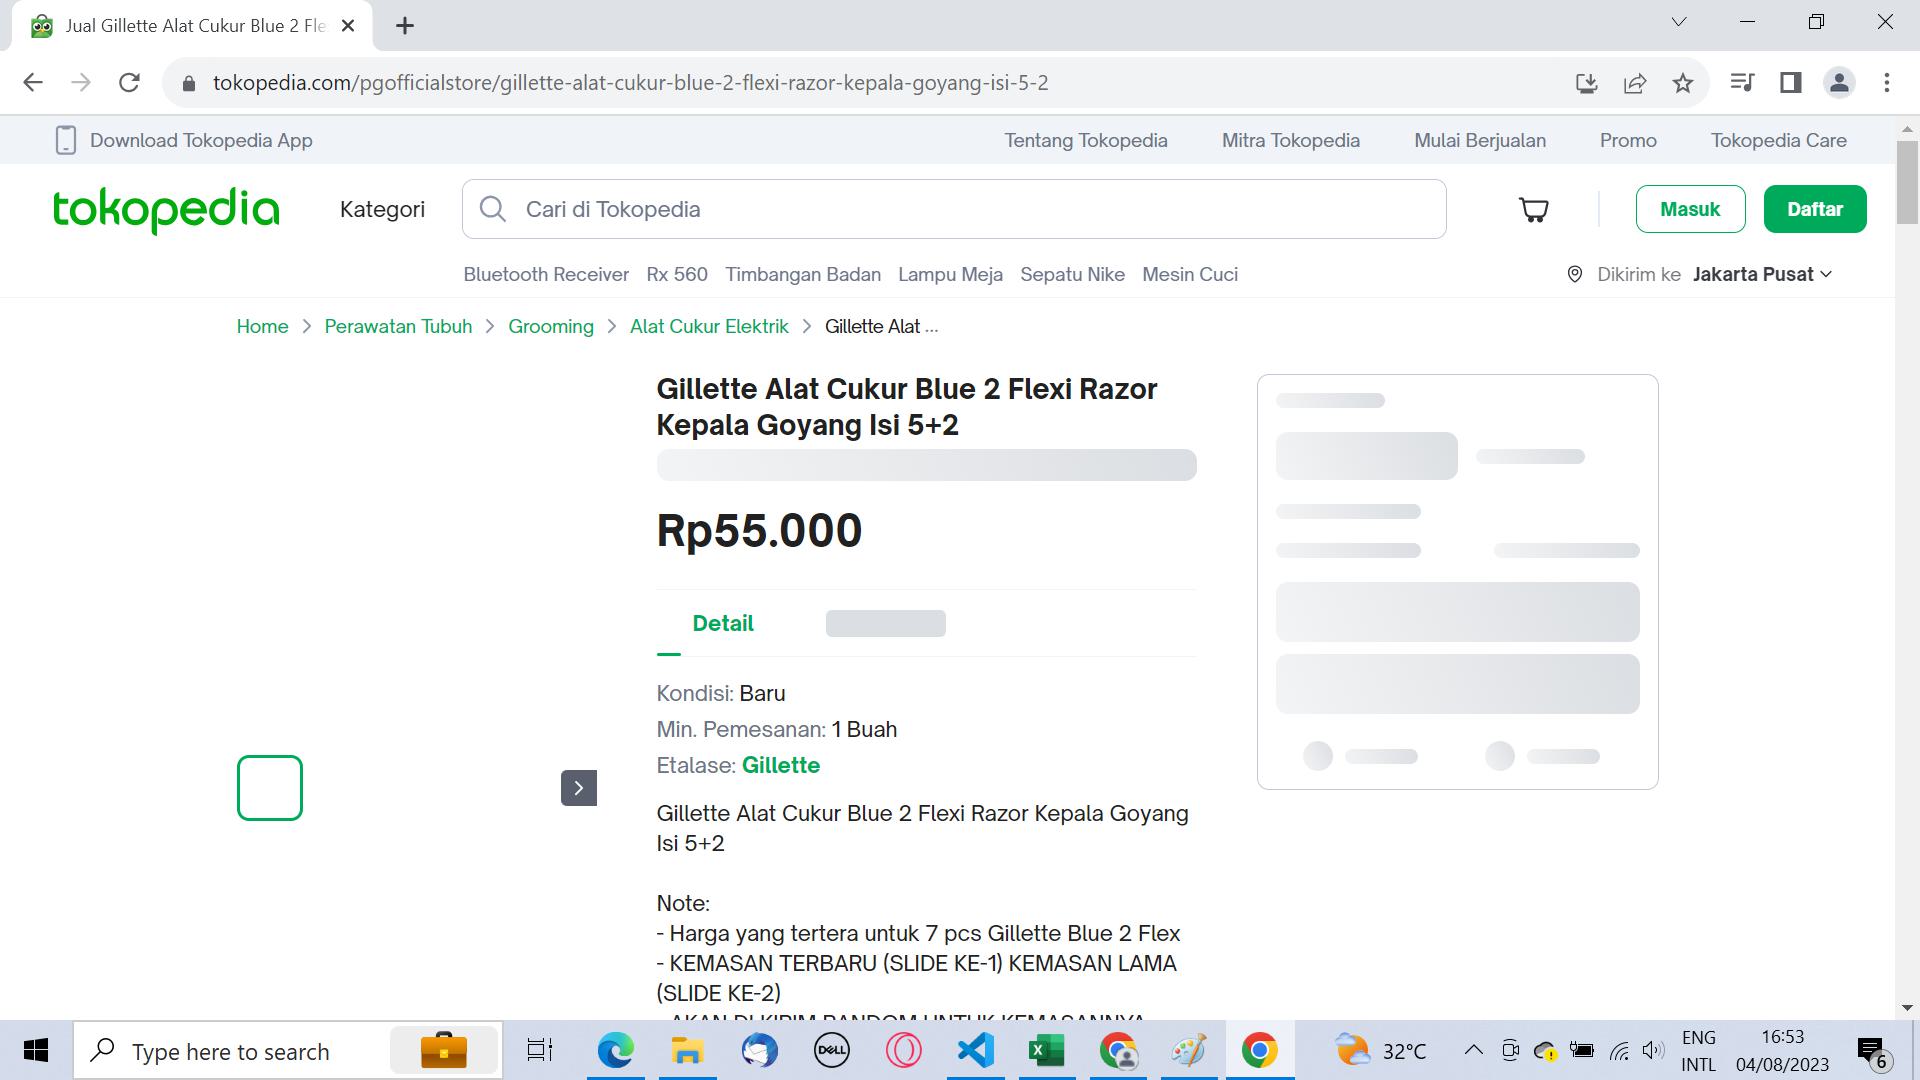 Jual Gillette Alat Cukur Blue 2 Fle
tokopedia.com/pgofficialstore/gillette-alat-cukur-blue-2-flexi-razor-kepala-goyang-isi-5-2
Download Tokopedia App
Tentang Tokopedia
Mitra Tokopedia
Mulai Berjualan
Promo
Tokopedia Care
tokopedia
Kategori
Cari di Tokopedia
Masuk
Daftar
Bluetooth Receiver
Rx 560
Timbangan Badan
Lampu Meja
Sepatu Nike
Mesin Cuci
Dikirim ke Jakarta Pusat
Home
Perawatan Tubuh
Grooming
Alat Cukur Elektrik
Gillette Alat ...
Gillette Alat Cukur Blue 2 Flexi Razor
Kepala Goyang Isi 5+2
Rp55.000
Detail
Kondisi: Baru
Min. Pemesanan: 1 Buah
Etalase: Gillette
Gillette Alat Cukur Blue 2 Flexi Razor Kepala Goyang
Isi 5+2
Note:
- Harga yang tertera untuk 7 pcs Gillette Blue 2 Flex
- KEMASAN TERBARU (SLIDE KE-1) KEMASAN LAMA
(SLIDE KE-2)
- AKAN DI KIRIM RANDOM UNTUK KEMASANNYA
Type here to search
DELL
32°C
ENG
INTL
16:53
04/08/2023
6